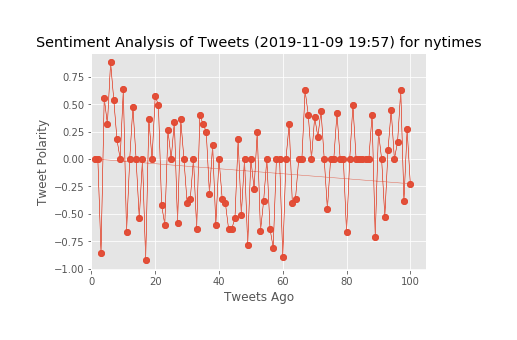 Sentiment Analysis of Tweets (2019-11-09 19:57) for nytimes
0.75
0.50
0.25
0.00
−0.25
−0.50
−0.75
−1.00
Tweet Polarity
0 20 40 60 80 100
Tweets Ago